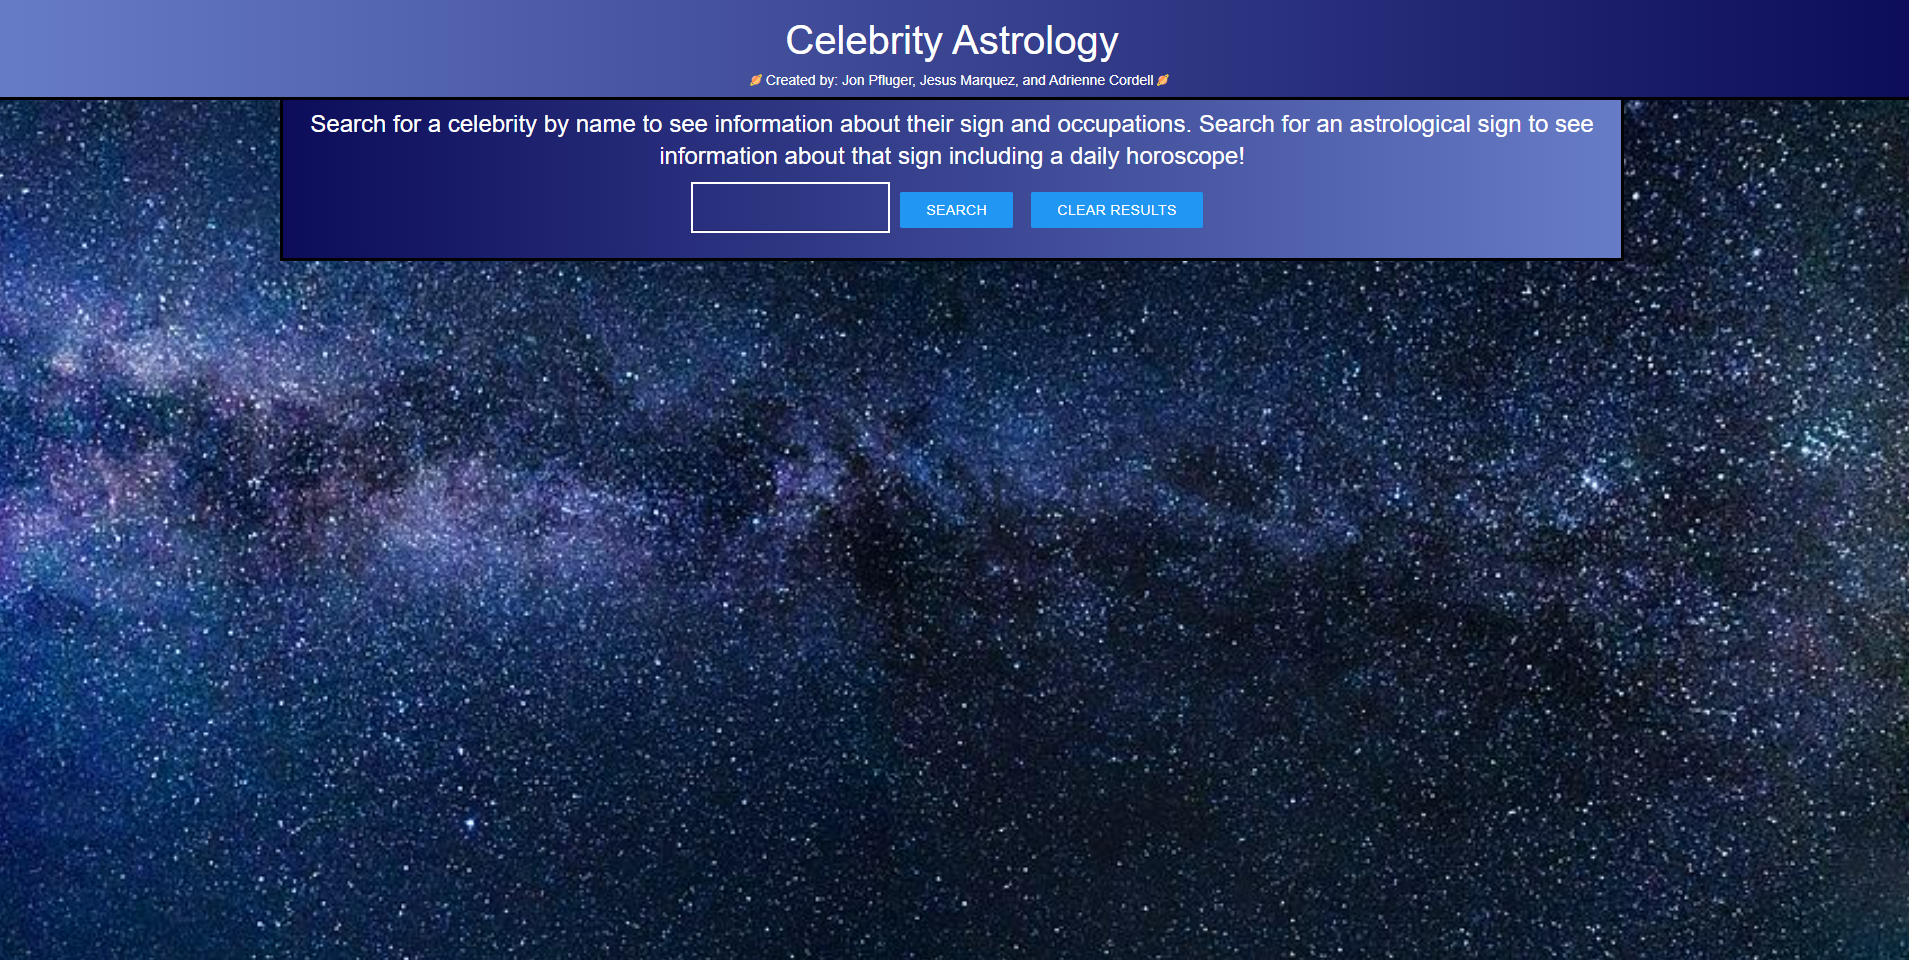 Celebrity Astrology
🪐 Created by: Jon Pfluger, Jesus Marquez, and Adrienne Cordell 🪐
Search for a celebrity by name to see information about their sign and occupations. Search for an astrological sign to see
information about that sign including a daily horoscope!
SEARCH CLEAR RESULTS